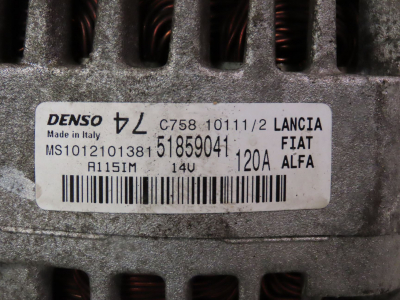 DENSO 74 C758 10111/2 LANCIA
Made in Italy FIAT
MS1012101381 51859041 120A ALFA
A115IM 14V